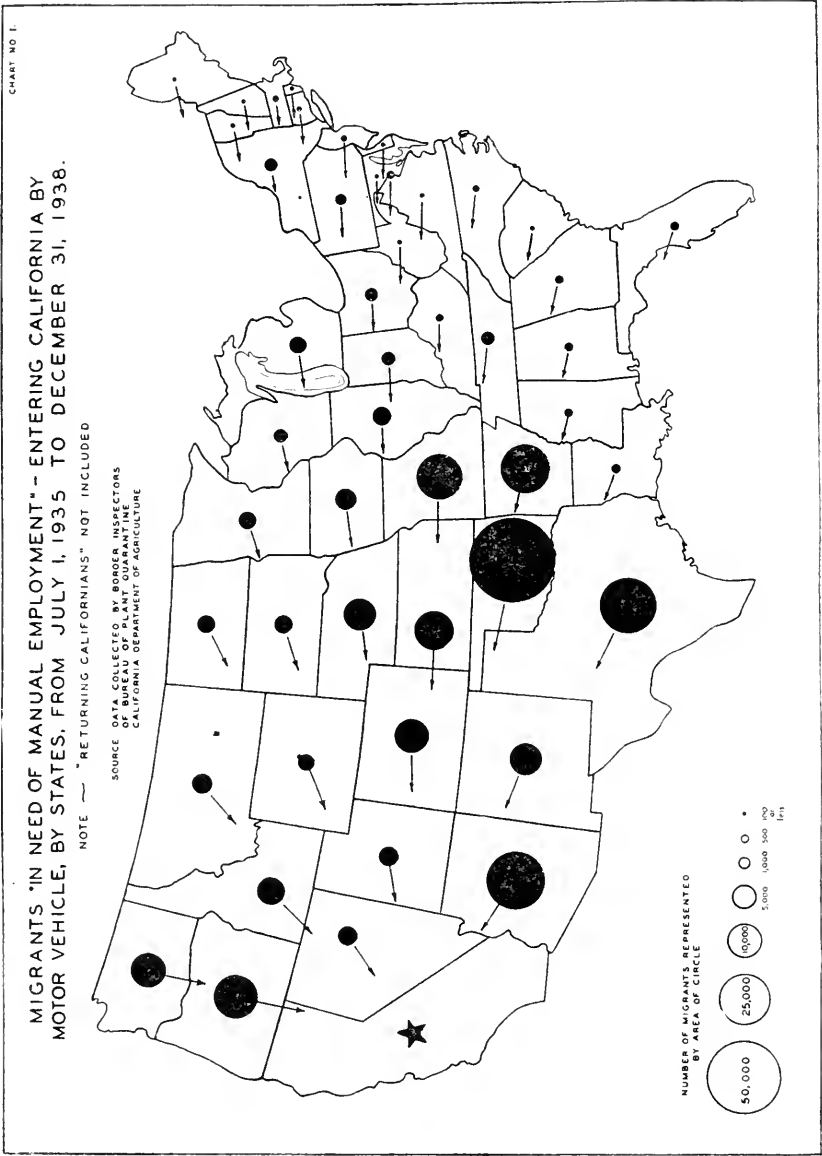 CHART NO I.
MIGRANTS "IN NEED OF MANUAL EMPLOYMENT" – ENTERING CALIFORNIA BY
MOTOR VEHICLE, BY STATES, FROM JULY 1, 1935 TO DECEMBER 31, 1938.
NOTE — "RETURNING CALIFORNIANS" NOT INCLUDED
SOURCE DATA COLLECTED BY BORDER INSPECTORS
OF BUREAU OF PLANT QUARANTINE
CALIFORNIA DEPARTMENT OF AGRICULTURE
NUMBER OF MIGRANTS REPRESENTED
BY AREA OF CIRCLE
50,000
25,000
10,000
5,000
1,000
500
100
or
less